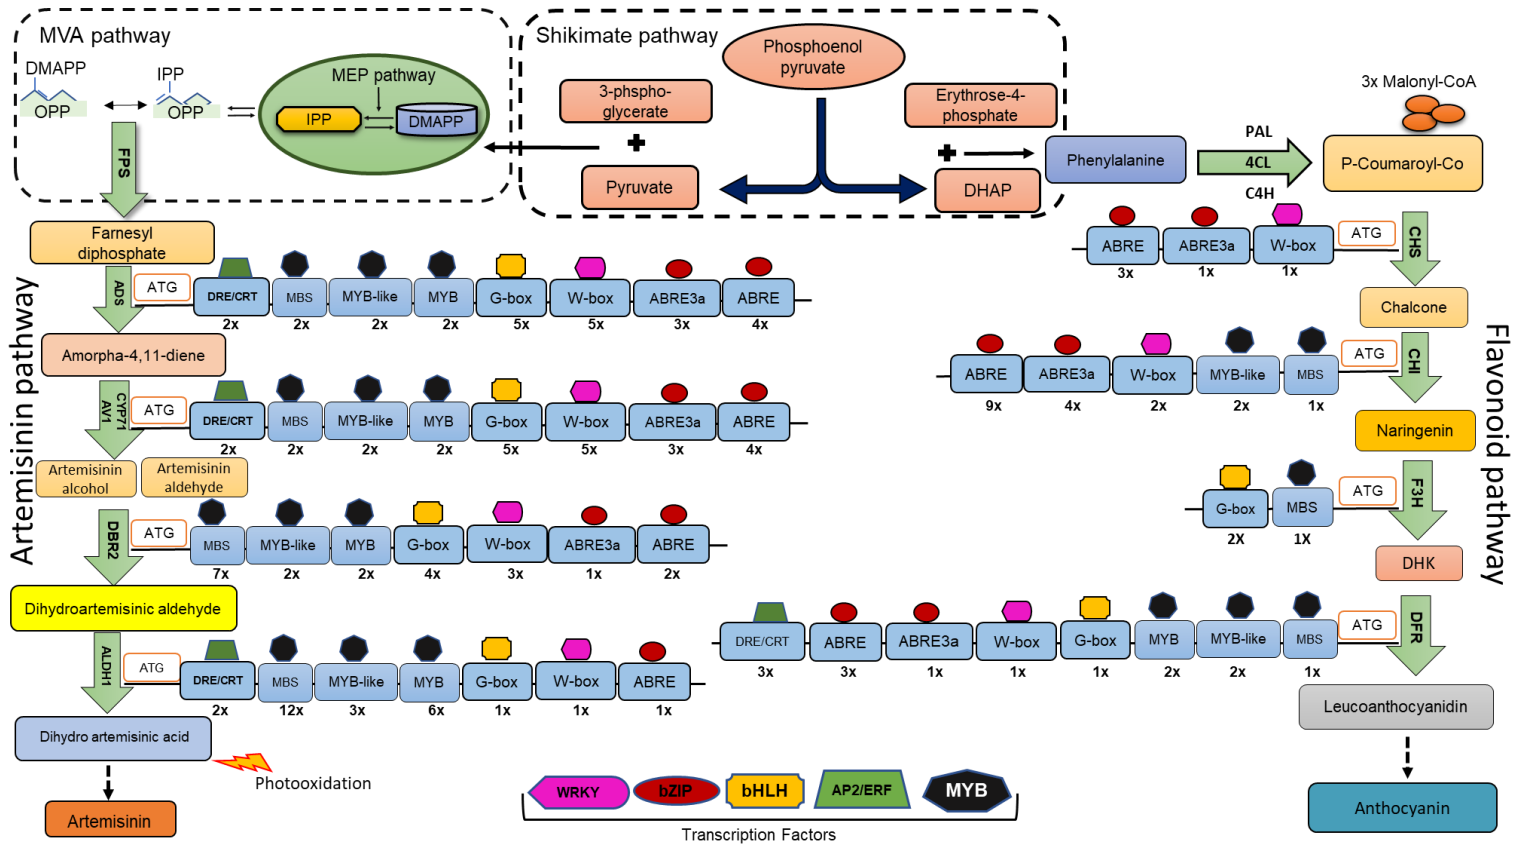 MVA pathway
DMAPP
OPP
IPP
OPP
MEP pathway
IPP
DMAPP
FPS
Shikimate pathway
Phosphoenol
pyruvate
3-phspho-
glycerate
Pyruvate
Erythrose-4-
phosphate
DHAP
Phenylalanine
PAL
4CL
C4H
3x Malonyl-CoA
P-Coumaroyl-Co
Artemisinin pathway
Farnesyl
diphosphate
ADS
ATG
DRE/CRT
MBS
MYB-like
MYB
G-box
W-box
ABRE3a
ABRE
2x
2x
2x
2x
5x
5x
3x
4x
Amorpha-4,11-diene
CYP71
AV1
ATG
DRE/CRT
MBS
MYB-like
MYB
G-box
W-box
ABRE3a
ABRE
2x
2x
2x
2x
5x
5x
3x
4x
Artemisinin
alcohol
Artemisinin
aldehyde
DBR2
ATG
MBS
MYB-like
MYB
G-box
W-box
ABRE3a
ABRE
7x
2x
2x
4x
3x
1x
2x
Dihydroartemisinic aldehyde
ALDH1
ATG
DRE/CRT
MBS
MYB-like
MYB
G-box
W-box
ABRE
2x
12x
3x
6x
1x
1x
1x
Dihydro artemisinic acid
Photooxidation
Artemisinin
Flavonoid pathway
ABRE
ABRE3a
W-box
ATG
CHS
3x
1x
1x
Chalcone
ABRE
ABRE3a
W-box
MYB-like
MBS
ATG
CHI
9x
4x
2x
2x
1x
Naringenin
G-box
MBS
ATG
F3H
2X
1X
DHK
DRE/CRT
ABRE
ABRE3a
W-box
G-box
MYB
MYB-like
MBS
ATG
DFR
3x
3x
1x
1x
1x
2x
2x
1x
Leucoanthocyanidin
Anthocyanin
WRKY
bZIP
bHLH
AP2/ERF
MYB
Transcription Factors